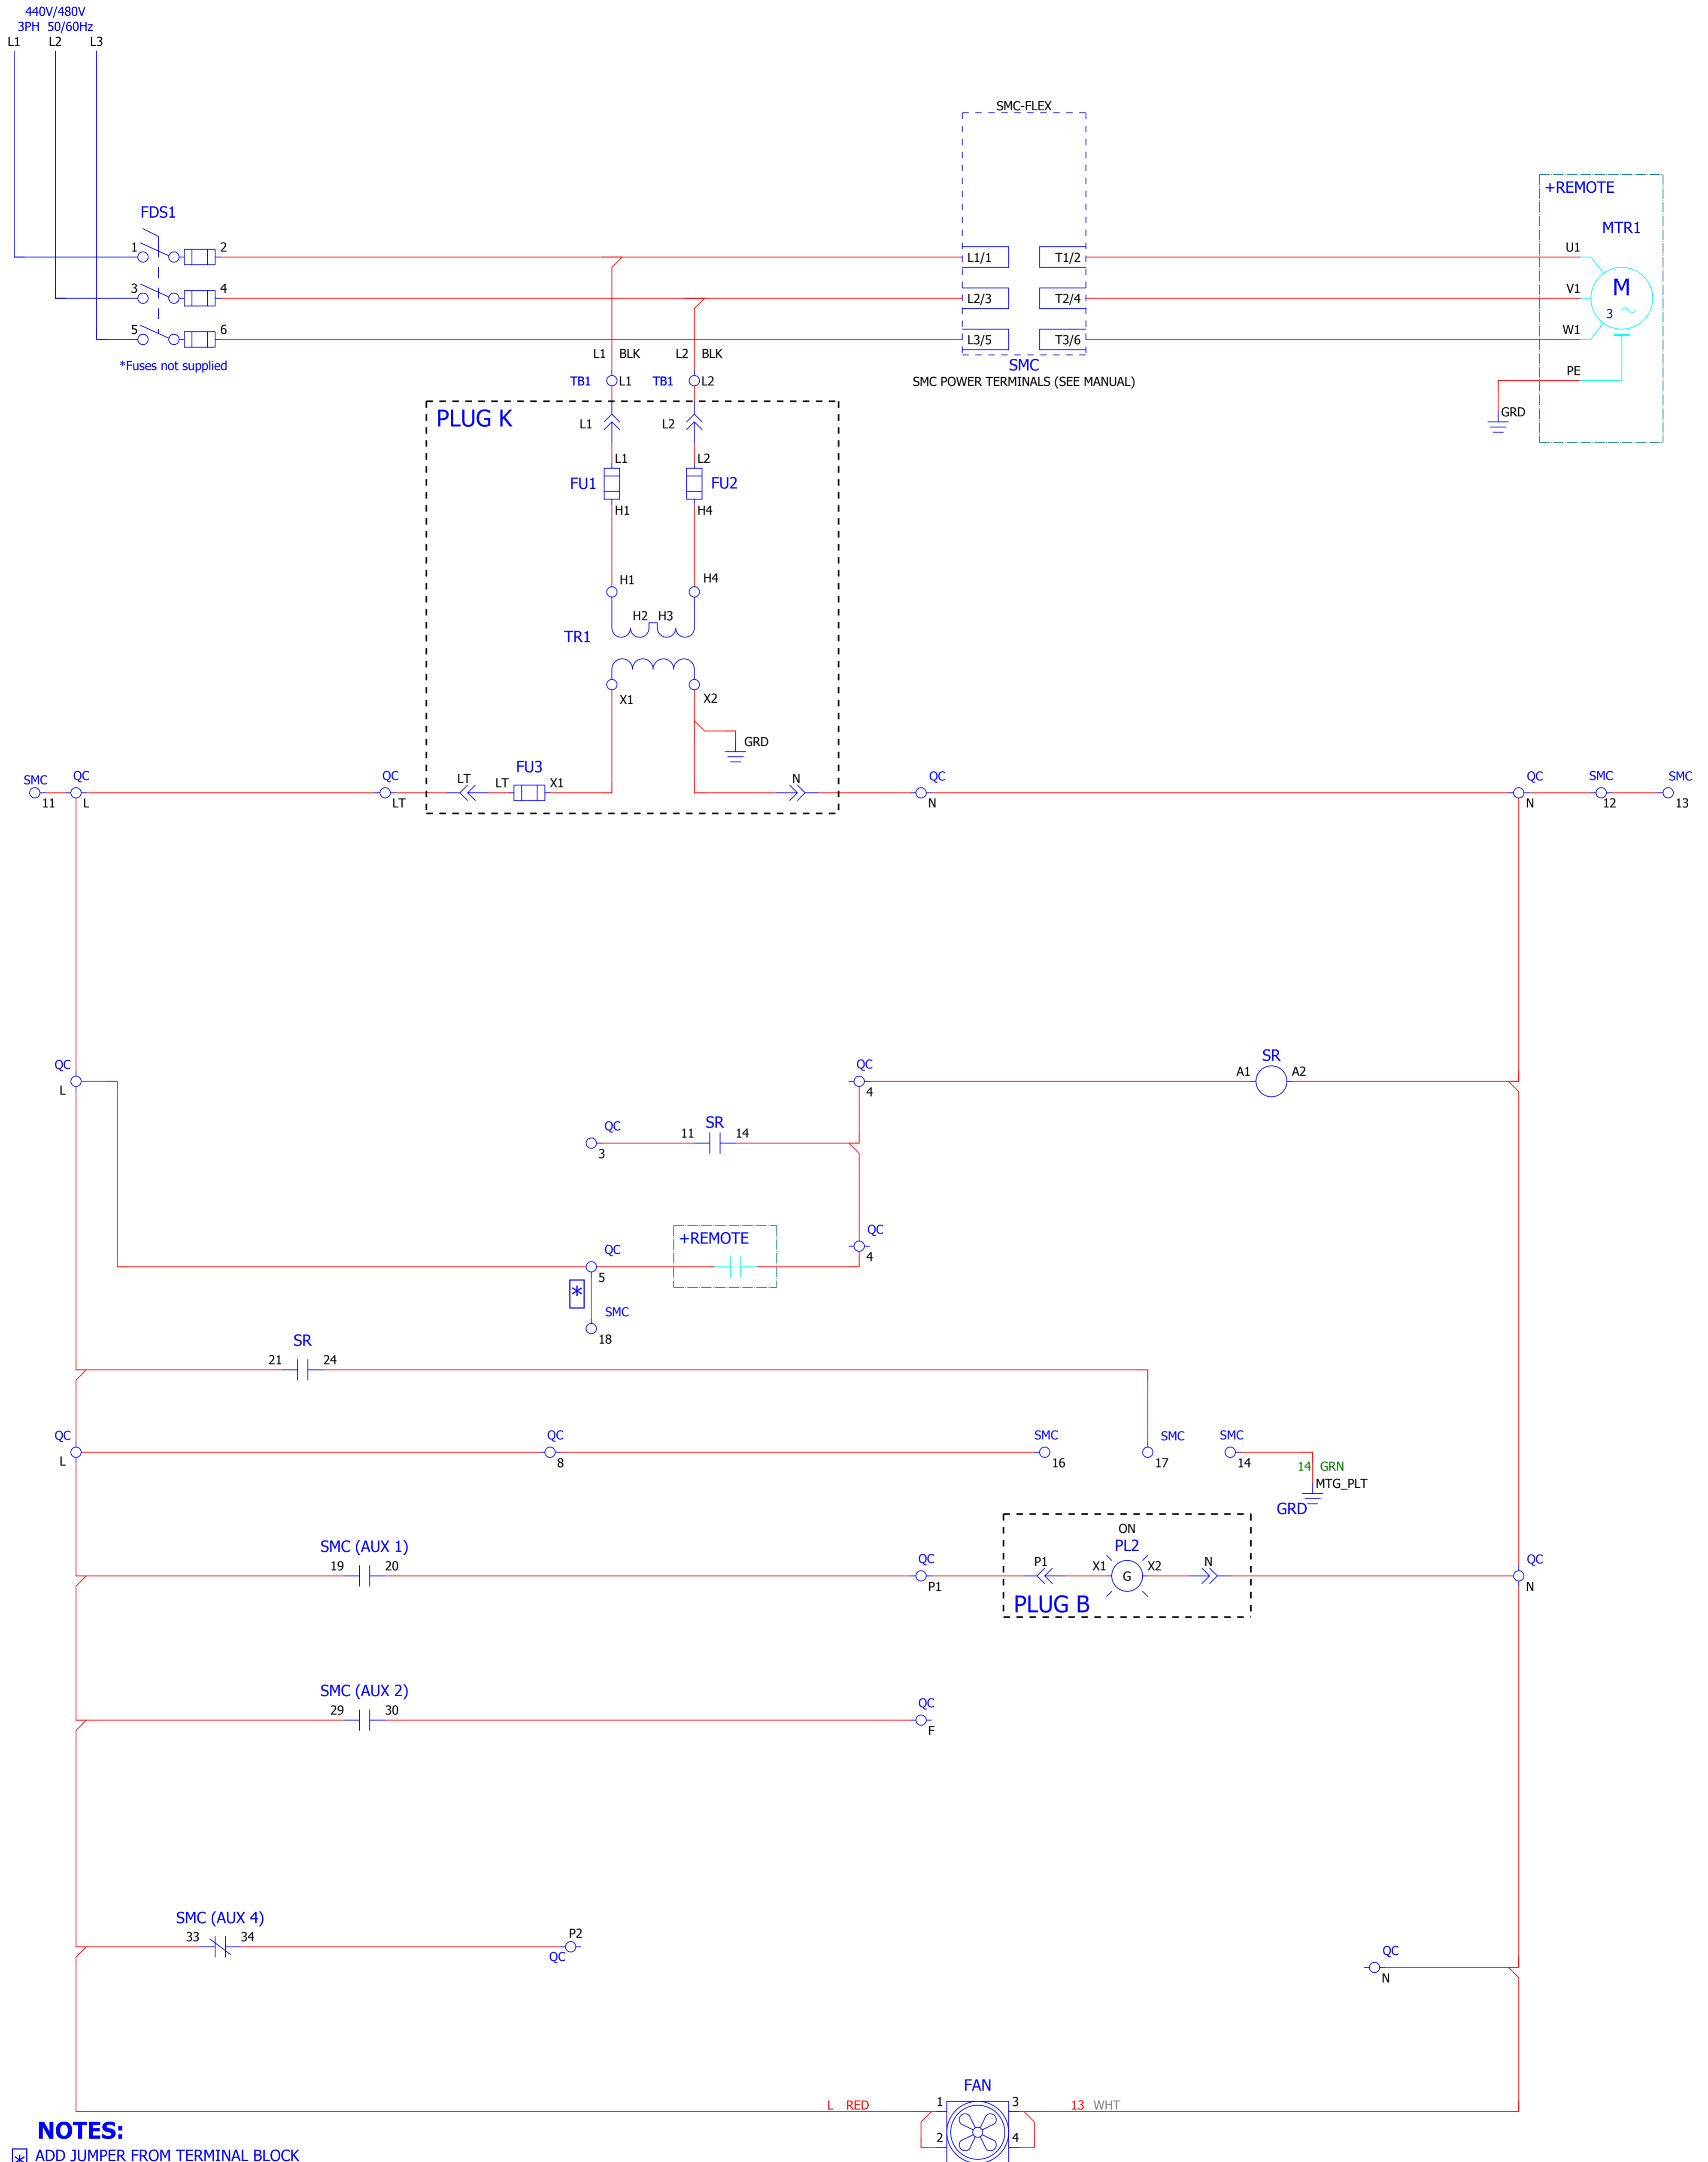 440V/480V
3PH 50/60Hz
L1 L2 L3
SMC-FLEX
+REMOTE
FDS1
MTR1
1 2 L1/1 T1/2 U1
3 4 L2/3 T2/4 V1 M
3
5 6 L3/5 T3/6 W1
*Fuses not supplied
L1 BLK L2 BLK
SMC
SMC POWER TERMINALS (SEE MANUAL)
PE
TB1 L1 TB1 L2
PLUG K
L1 L2
GRD
L1 L2
FU1 FU2
H1 H4
H1 H4
H2 H3
TR1
X1 X2
GRD
FU3
SMC QC QC LT LT X1 N QC QC SMC SMC
11 L LT N N 12 13
QC QC SR
L 4 A1 A2
QC 11 SR 14
3
+REMOTE QC
QC 4
5
*
SMC
18
SR
21 24
QC QC SMC SMC SMC
L 8 16 17 14
14 GRN
MTG_PLT
GRD
ON
SMC (AUX 1) PL2
19 20 QC P1 X1 G X2 N QC
P1 N
PLUG B
SMC (AUX 2)
29 30 QC
F
SMC (AUX 4)
33 34 P2
QC
QC
N
FAN
L RED 1 3 13 WHT
2 4
NOTES:
* ADD JUMPER FROM TERMINAL BLOCK